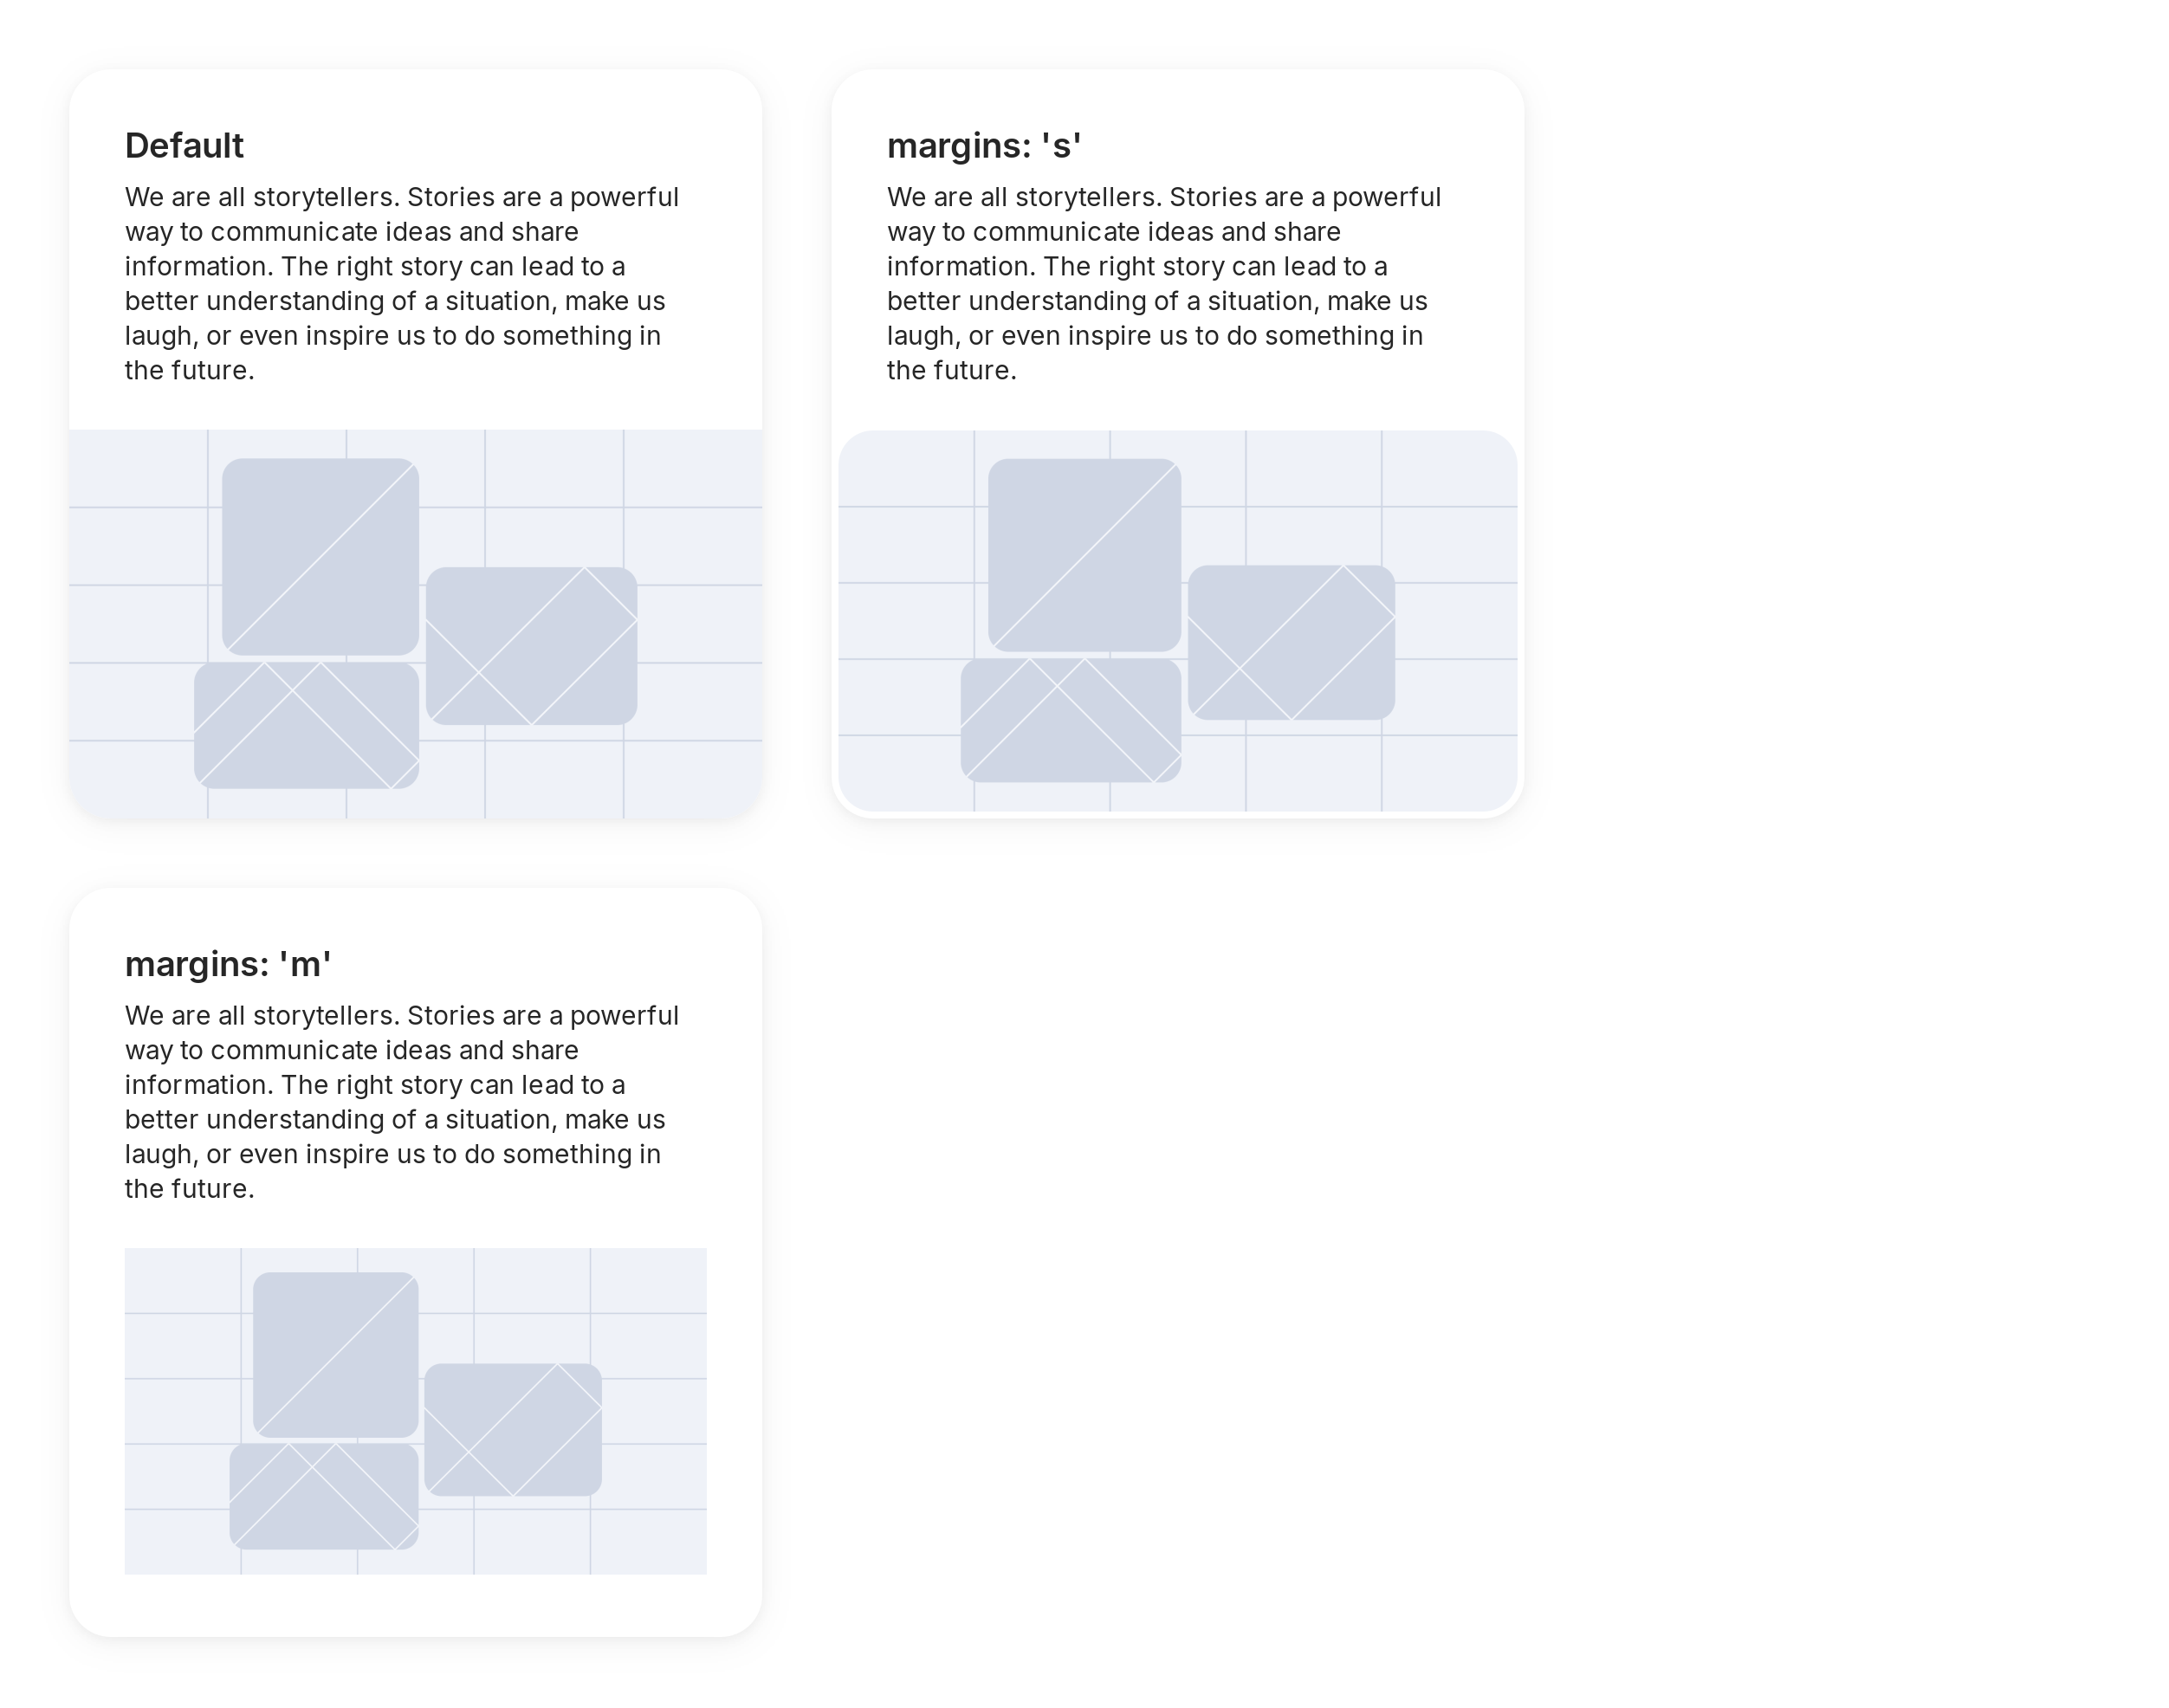 Default
We are all storytellers. Stories are a powerful
way to communicate ideas and share
information. The right story can lead to a
better understanding of a situation, make us
laugh, or even inspire us to do something in
the future.
margins: 's'
We are all storytellers. Stories are a powerful
way to communicate ideas and share
information. The right story can lead to a
better understanding of a situation, make us
laugh, or even inspire us to do something in
the future.
margins: 'm'
We are all storytellers. Stories are a powerful
way to communicate ideas and share
information. The right story can lead to a
better understanding of a situation, make us
laugh, or even inspire us to do something in
the future.